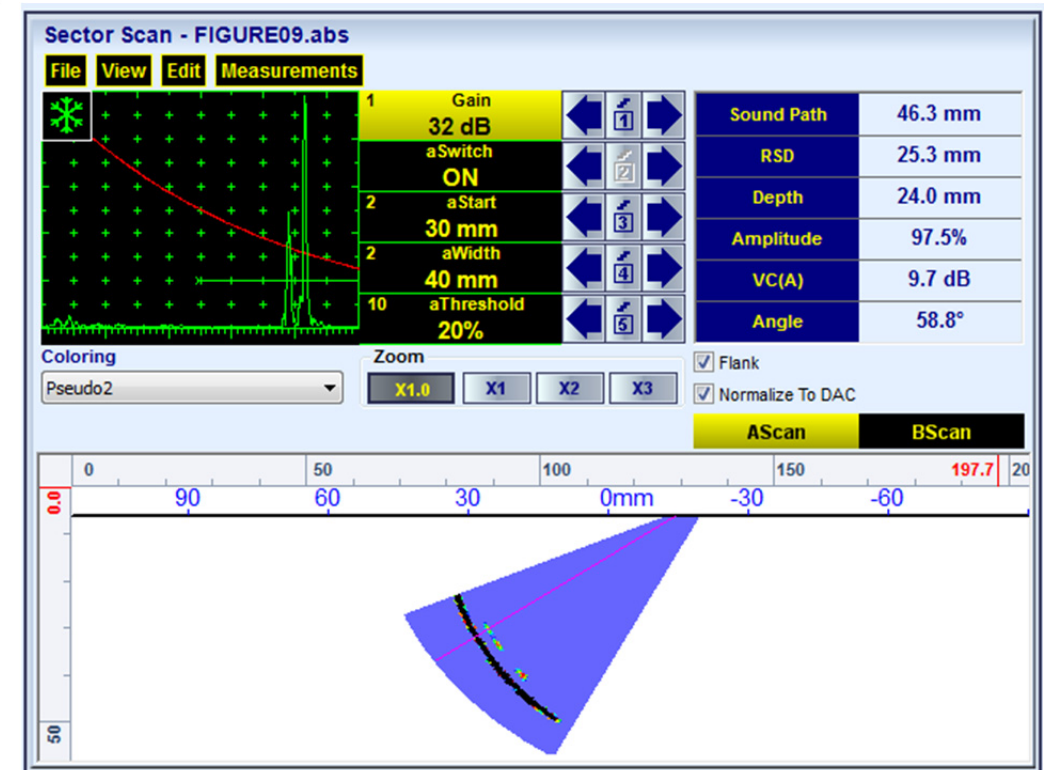 Sector Scan - FIGURE09.abs
File View Edit Measurements
1 Gain
32 dB
aSwitch
ON
2 aStart
30 mm
2 aWidth
40 mm
10 aThreshold
20%
1
2
3
4
5
Sound Path 46.3 mm
RSD 25.3 mm
Depth 24.0 mm
Amplitude 97.5%
VC(A) 9.7 dB
Angle 58.8°
Coloring
Pseudo2
Zoom
X1.0 X1 X2 X3
Flank
Normalize To DAC
AScan BScan
0 50 100 150 197.7 20
0.0
90 60 30 0mm -30 -60
50